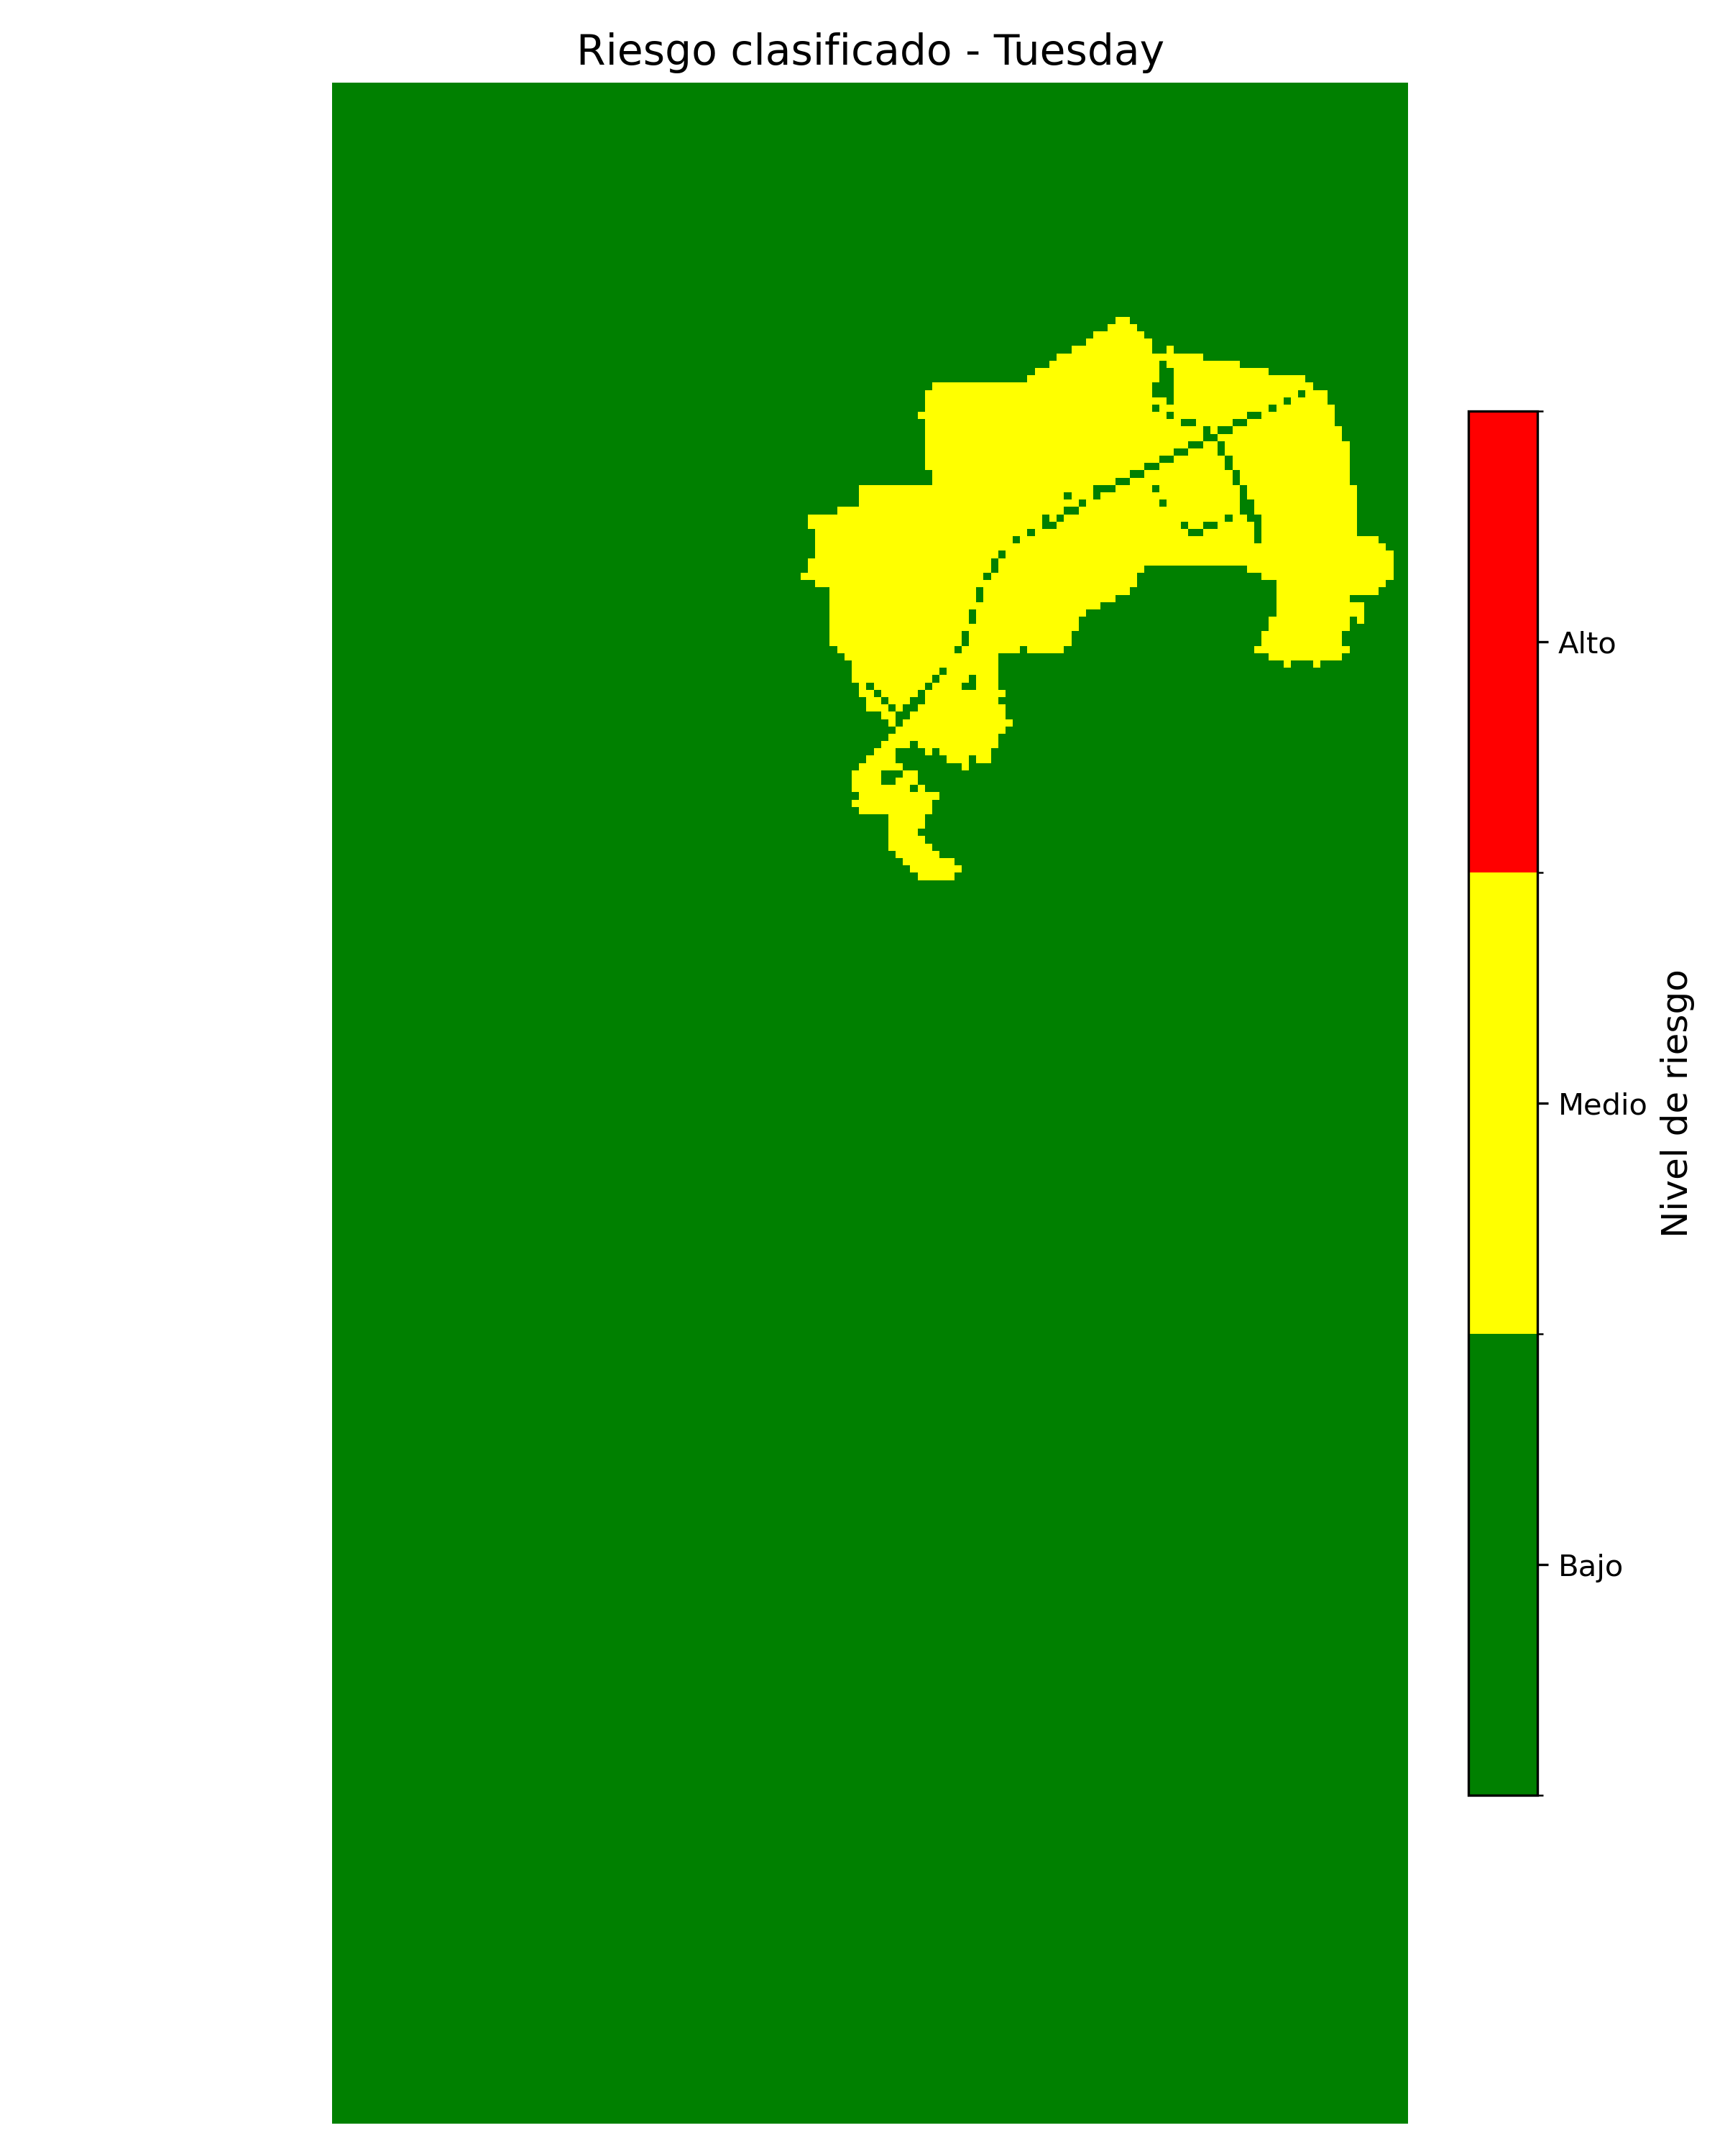 Riesgo clasificado - Tuesday
Alto
Medio
Bajo
Nivel de riesgo